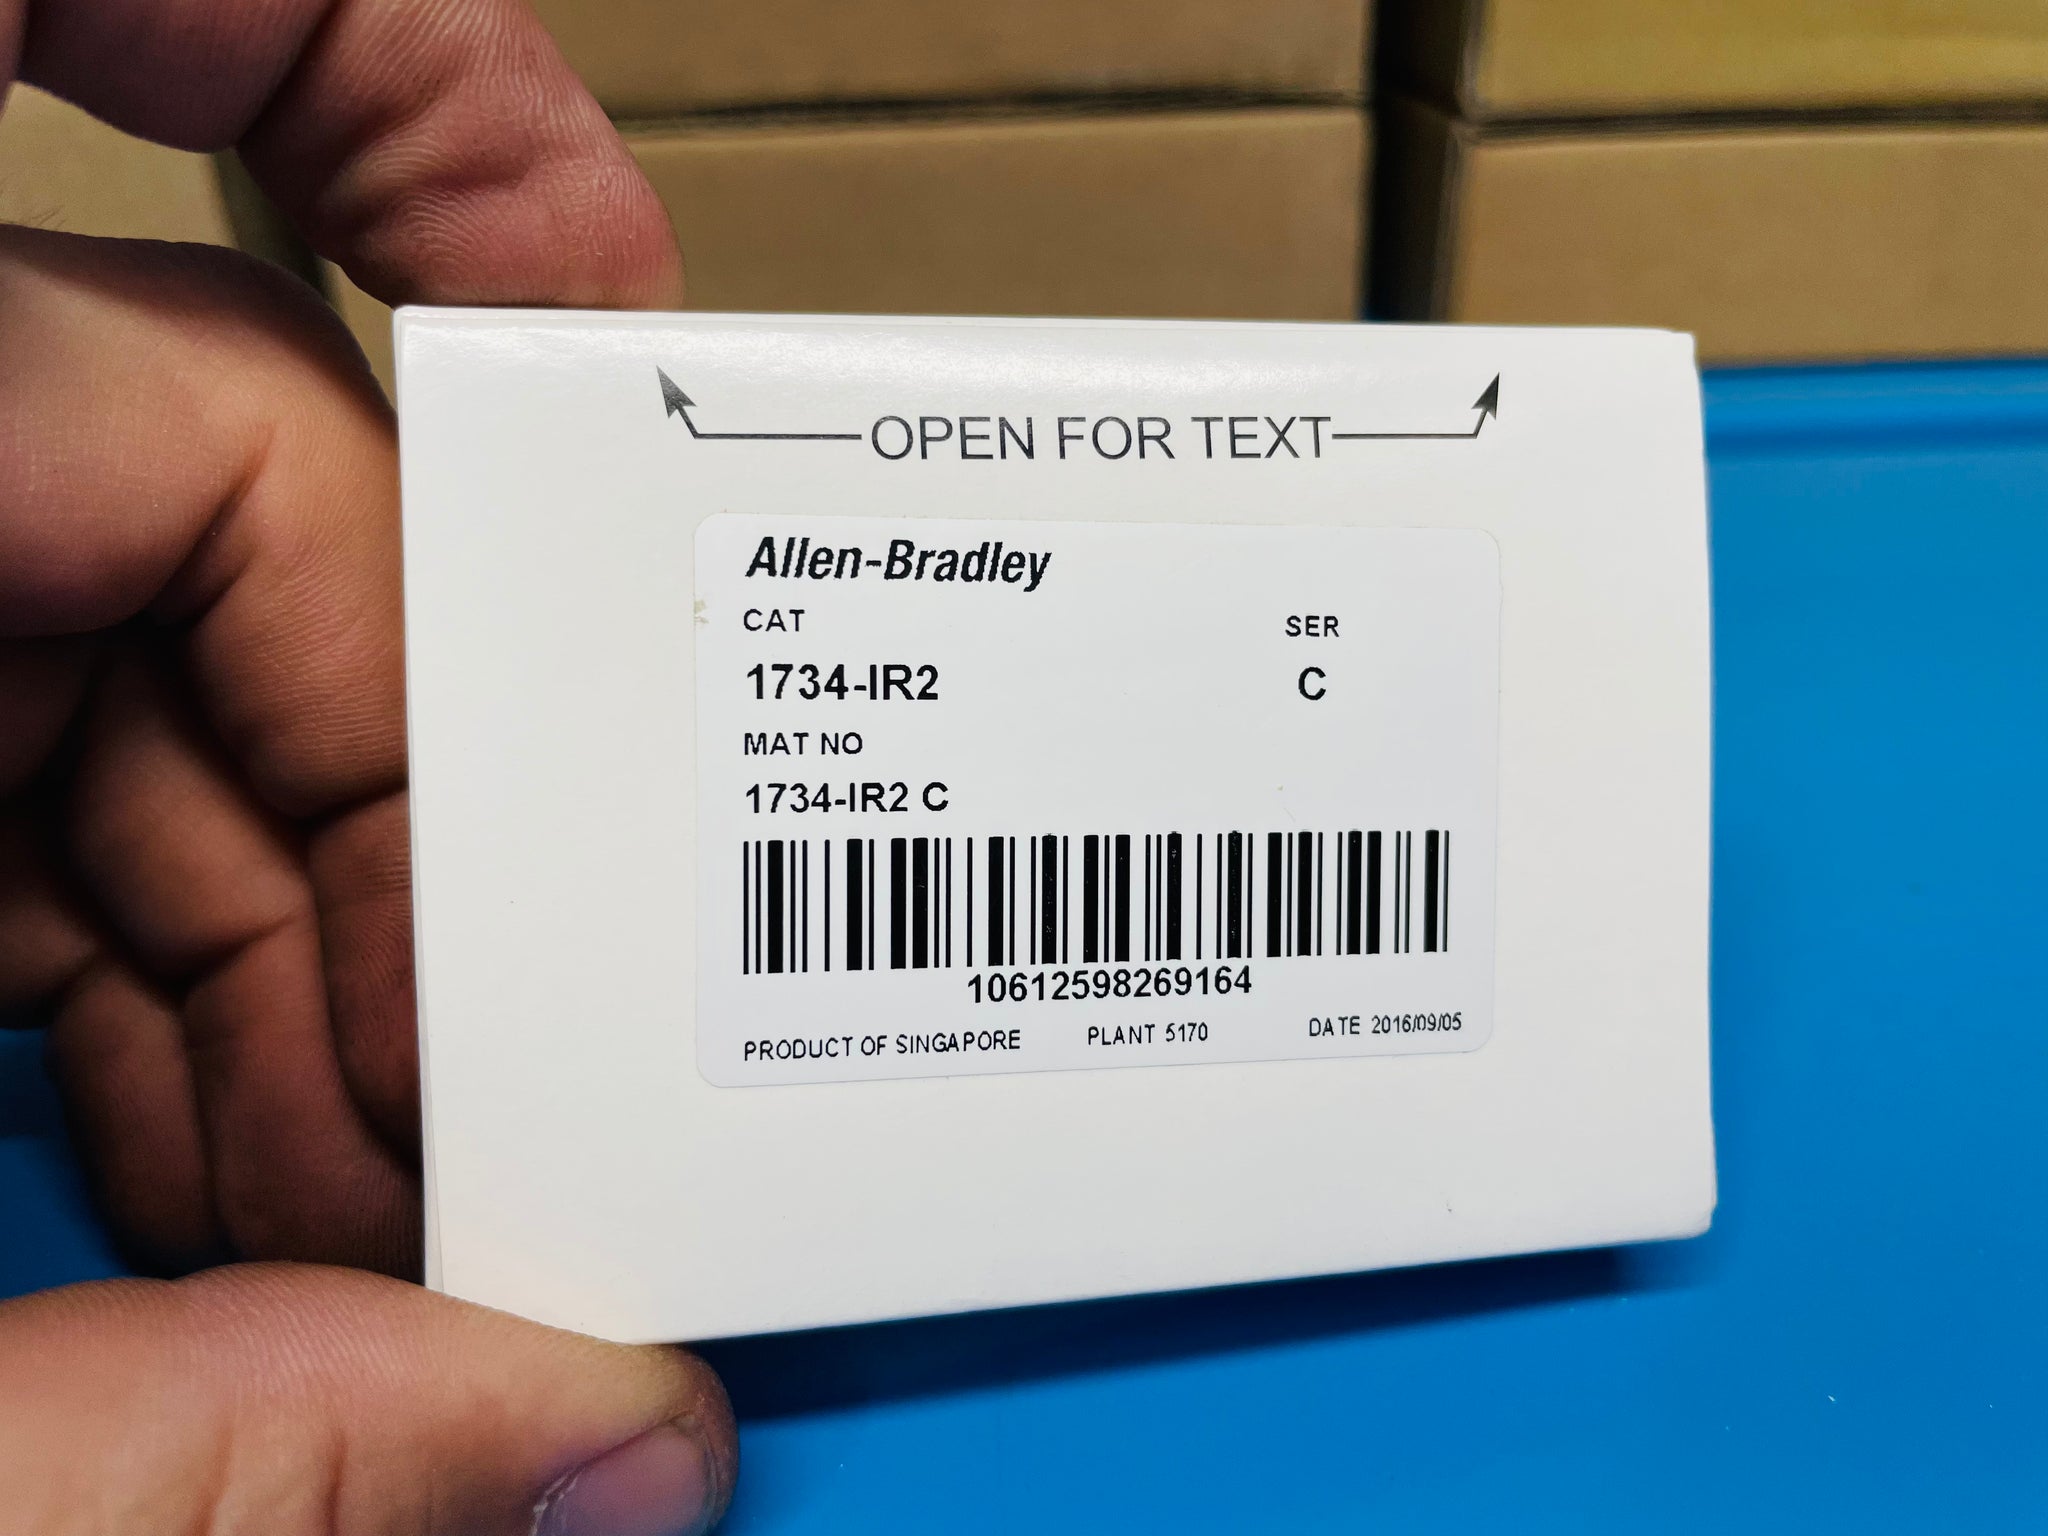 OPEN FOR TEXT
Allen-Bradley
CAT SER
1734-IR2 C
MAT NO
1734-IR2 C
10612598269164
PRODUCT OF SINGAPORE PLANT 5170 DATE 2016/09/05